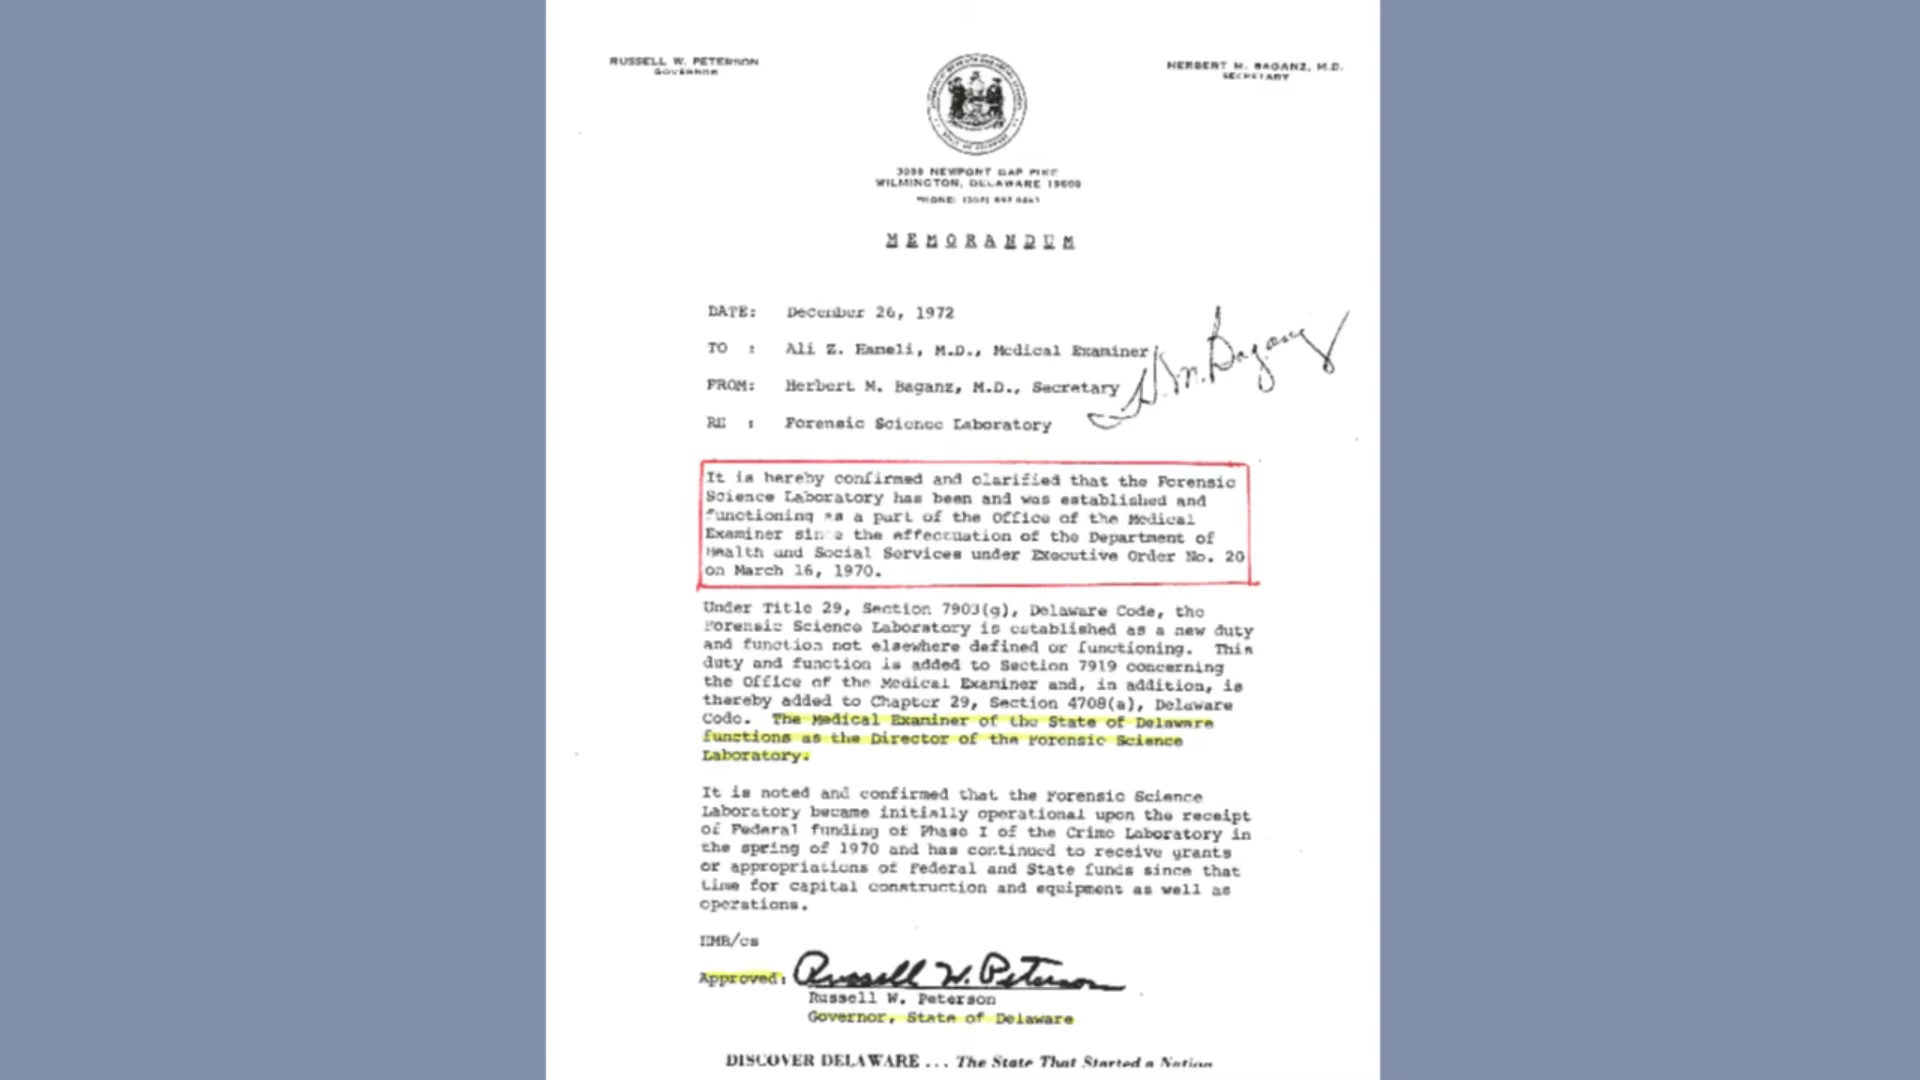 RUSSELL W. PETERSON
GOVERNOR
HERBERT M. BAGANZ, M.D.
SECRETARY
WILMINGTON, DELAWARE
MEMORANDUM
DATE: December 26, 1972
TO : Ali Z. Hameli, M.D., Medical Examiner
FROM: Herbert M. Baganz, M.D., Secretary
H.M. Baganz
RE : Forensic Science Laboratory
It is hereby confirmed and clarified that the Forensic
Science Laboratory has been and was established and
functioning as a part of the Office of the Medical
Examiner since the effectuation of the Department of
Health and Social Services under Executive Order No. 20
on March 16, 1970.
Under Title 29, Section 7903(g), Delaware Code, the
Forensic Science Laboratory is established as a new duty
and function not elsewhere defined or functioning. This
duty and function is added to Section 7919 concerning
the Office of the Medical Examiner and, in addition, is
thereby added to Chapter 29, Section 4708(a), Delaware
Code. The Medical Examiner of the State of Delaware
functions as the Director of the Forensic Science
Laboratory.
It is noted and confirmed that the Forensic Science
Laboratory became initially operational upon the receipt
of Federal funding of Phase I of the Crime Laboratory in
the spring of 1970 and has continued to receive grants
or appropriations of Federal and State funds since that
time for capital construction and equipment as well as
operations.
HMB/cs
Approved: Russell W. Peterson
Russell W. Peterson
Governor, State of Delaware
DISCOVER DELAWARE ... The State That Started a Nation